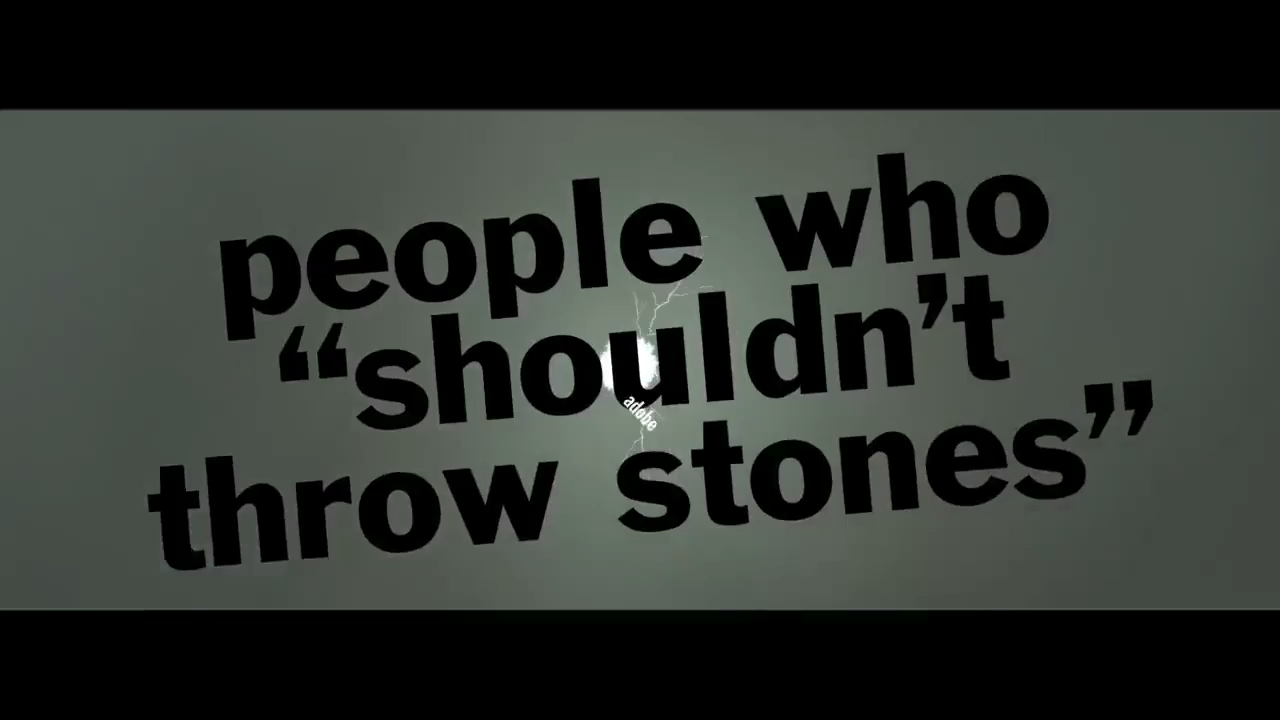 people who
“shouldn’t
adobe
throw stones”